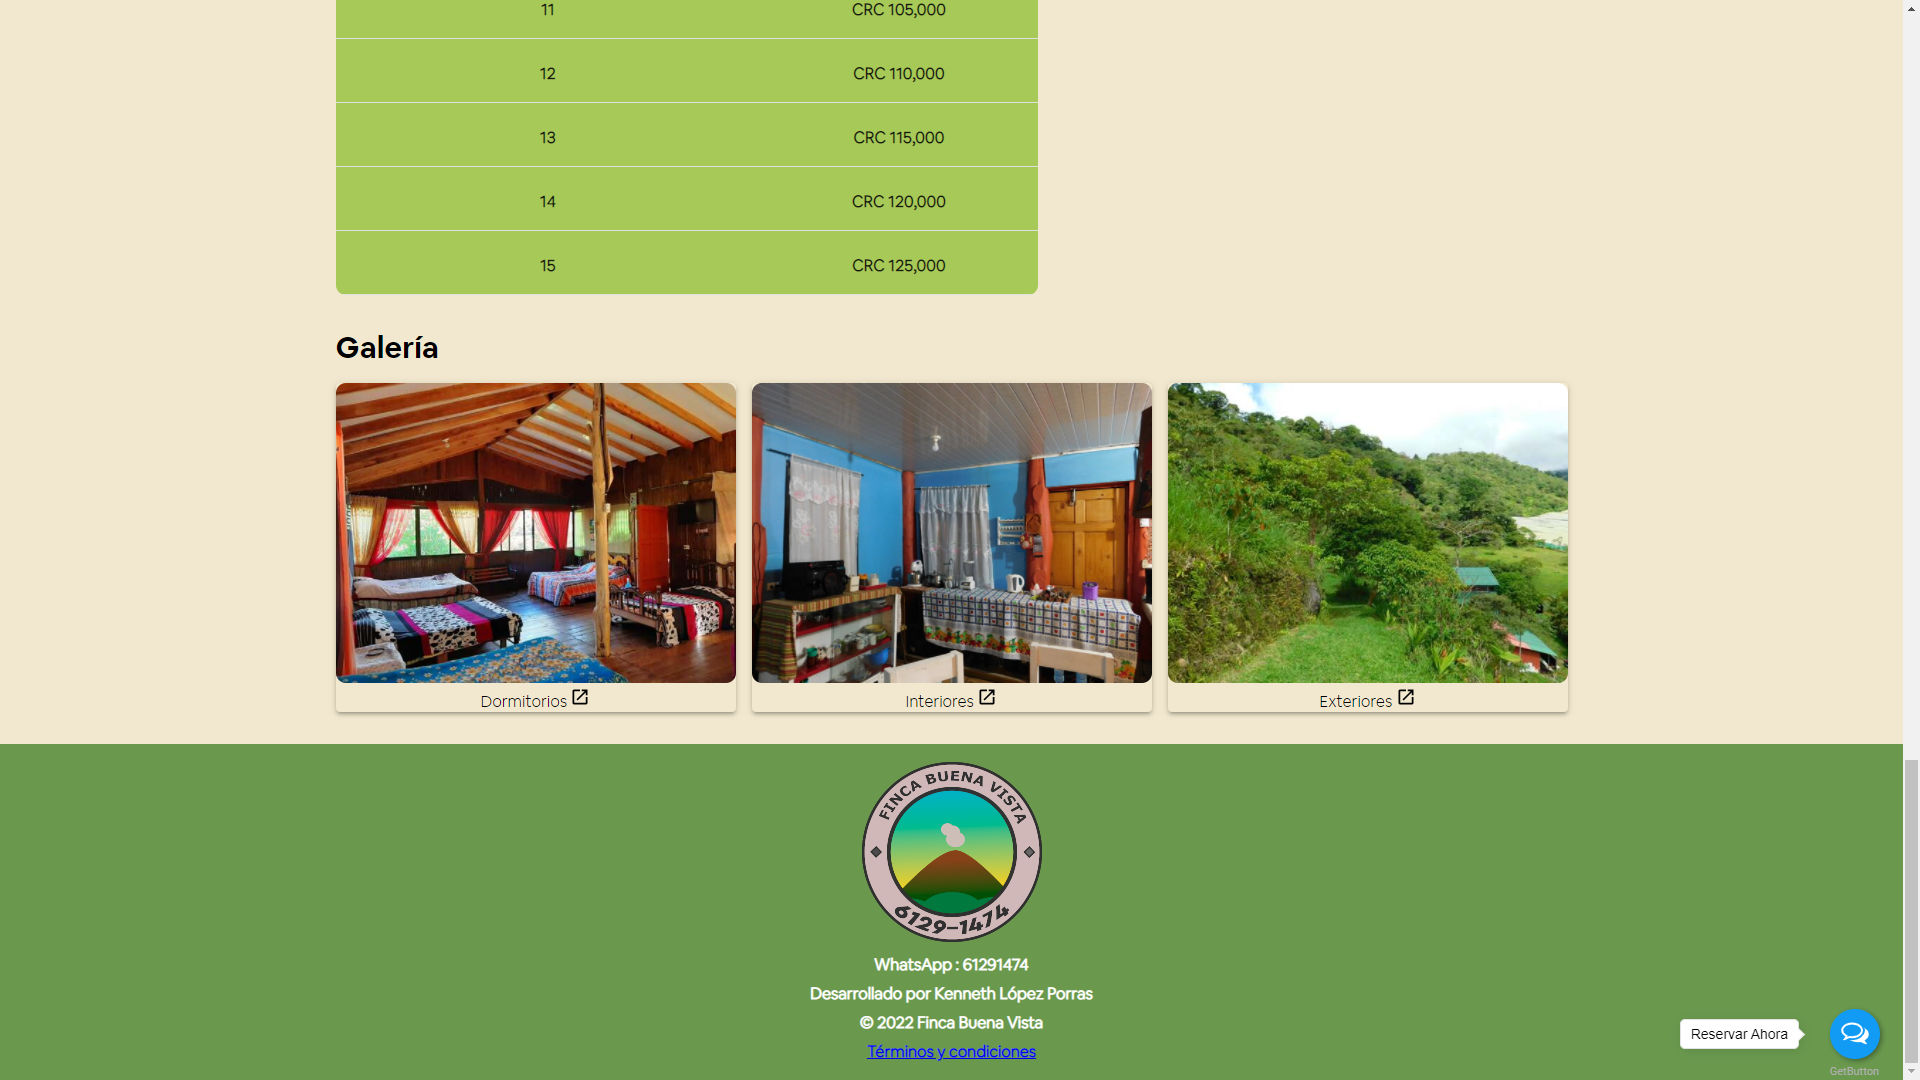 11 CRC 105,000
12 CRC 110,000
13 CRC 115,000
14 CRC 120,000
15 CRC 125,000
Galería
Dormitorios
Interiores
Exteriores
FINCA BUENA VISTA
6129-1474
WhatsApp : 61291474
Desarrollado por Kenneth López Porras
© 2022 Finca Buena Vista
Términos y condiciones
Reservar Ahora
GetButton